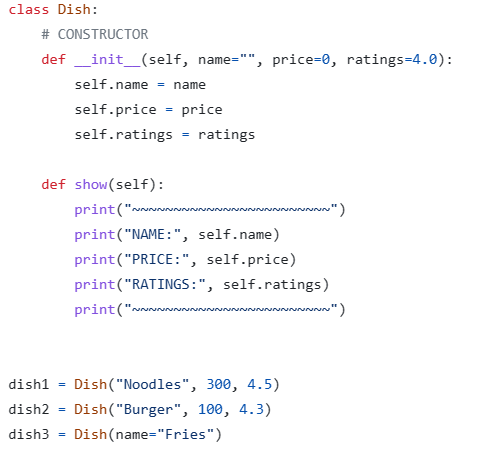 class Dish:
    # CONSTRUCTOR
    def __init__(self, name="", price=0, ratings=4.0):
        self.name = name
        self.price = price
        self.ratings = ratings
    def show(self):
        print("~~~~~~~~~~~~~~~~~~~~~~~~")
        print("NAME:", self.name)
        print("PRICE:", self.price)
        print("RATINGS:", self.ratings)
        print("~~~~~~~~~~~~~~~~~~~~~~~~")
dish1 = Dish("Noodles", 300, 4.5)
dish2 = Dish("Burger", 100, 4.3)
dish3 = Dish(name="Fries")